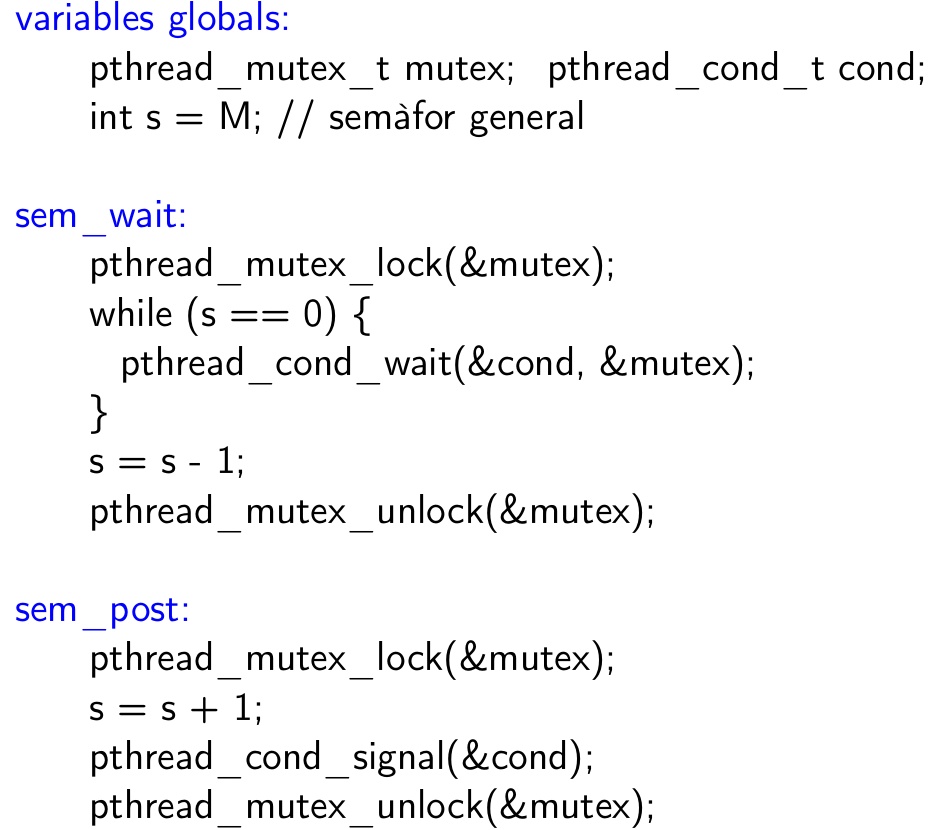 variables globals:
pthread_mutex_t mutex; pthread_cond_t cond;
int s = M; // semàfor general
sem_wait:
pthread_mutex_lock(&mutex);
while (s == 0) {
pthread_cond_wait(&cond, &mutex);
}
s = s - 1;
pthread_mutex_unlock(&mutex);
sem_post:
pthread_mutex_lock(&mutex);
s = s + 1;
pthread_cond_signal(&cond);
pthread_mutex_unlock(&mutex);